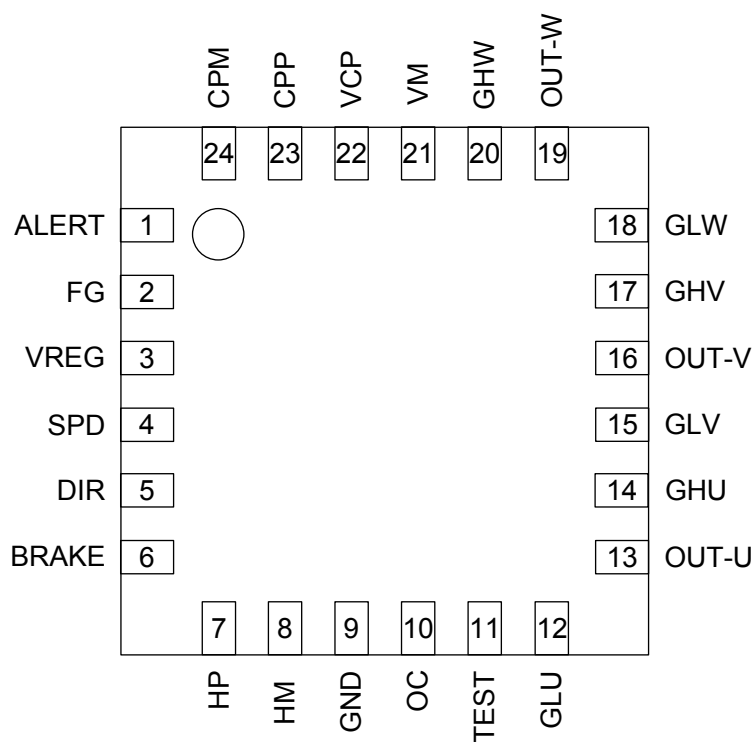 CPM CPP VCP VM GHW OUT-W
24 23 22 21 20 19
ALERT 1 18 GLW
FG 2 17 GHV
VREG 3 16 OUT-V
SPD 4 15 GLV
DIR 5 14 GHU
BRAKE 6 13 OUT-U
7 8 9 10 11 12
HP HM GND OC TEST GLU